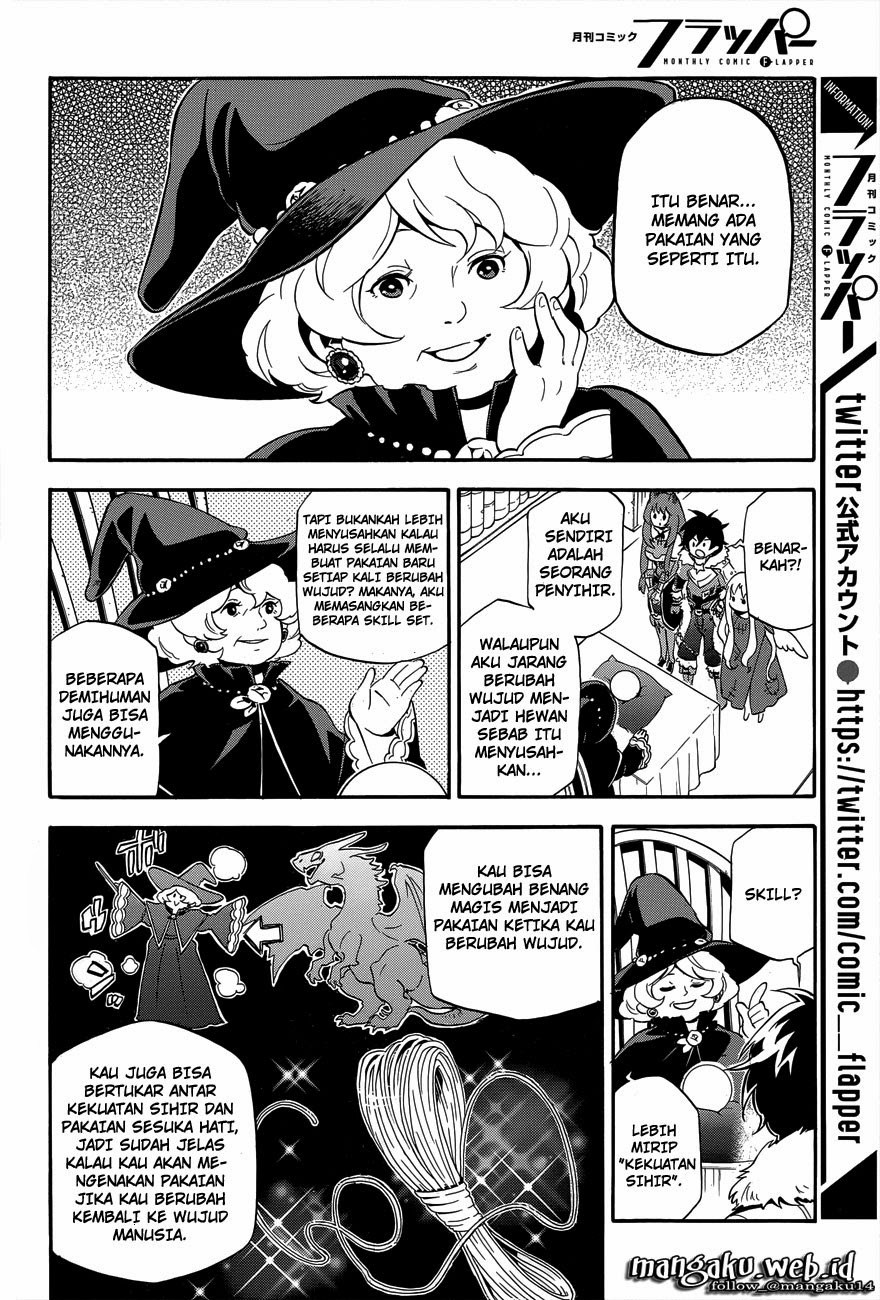 月刊コミック
フラッパー
MONTHLY COMIC FLAPPER
INFORMATION!
月刊コミック
フラッパー
MONTHLY COMIC FLAPPER
twitter公式アカウント●https://twitter.com/comic__flapper
ITU BENAR...
MEMANG ADA
PAKAIAN YANG
SEPERTI ITU.
BENAR-
KAH?!
AKU
SENDIRI
ADALAH
SEORANG
PENYIHIR.
WALAUPUN
AKU JARANG
BERUBAH
WUJUD MEN-
JADI HEWAN
SEBAB ITU
MENYUSAH-
KAN...
TAPI BUKANKAH LEBIH
MENYUSAHKAN KALAU
HARUS SELALU MEM-
BUAT PAKAIAN BARU
SETIAP KALI BERUBAH
WUJUD? MAKANYA, AKU
MEMASANGKAN BE-
BERAPA SKILL SET.
BEBERAPA
DEMIHUMAN
JUGA BISA
MENGGU-
NAKANNYA.
SKILL?
LEBIH
MIRIP
"KEKUATAN
SIHIR".
KAU BISA
MENGUBAH BENANG
MAGIS MENJADI
PAKAIAN KETIKA KAU
BERUBAH WUJUD.
KAU JUGA BISA
BERTUKAR ANTAR
KEKUATAN SIHIR DAN
PAKAIAN SESUKA HATI,
JADI SUDAH JELAS
KALAU KAU AKAN ME-
NGENAKAN PAKAIAN
JIKA KAU BERUBAH
KEMBALI KE WUJUD
MANUSIA.
mangaku_web_id
follow_@mangaku14